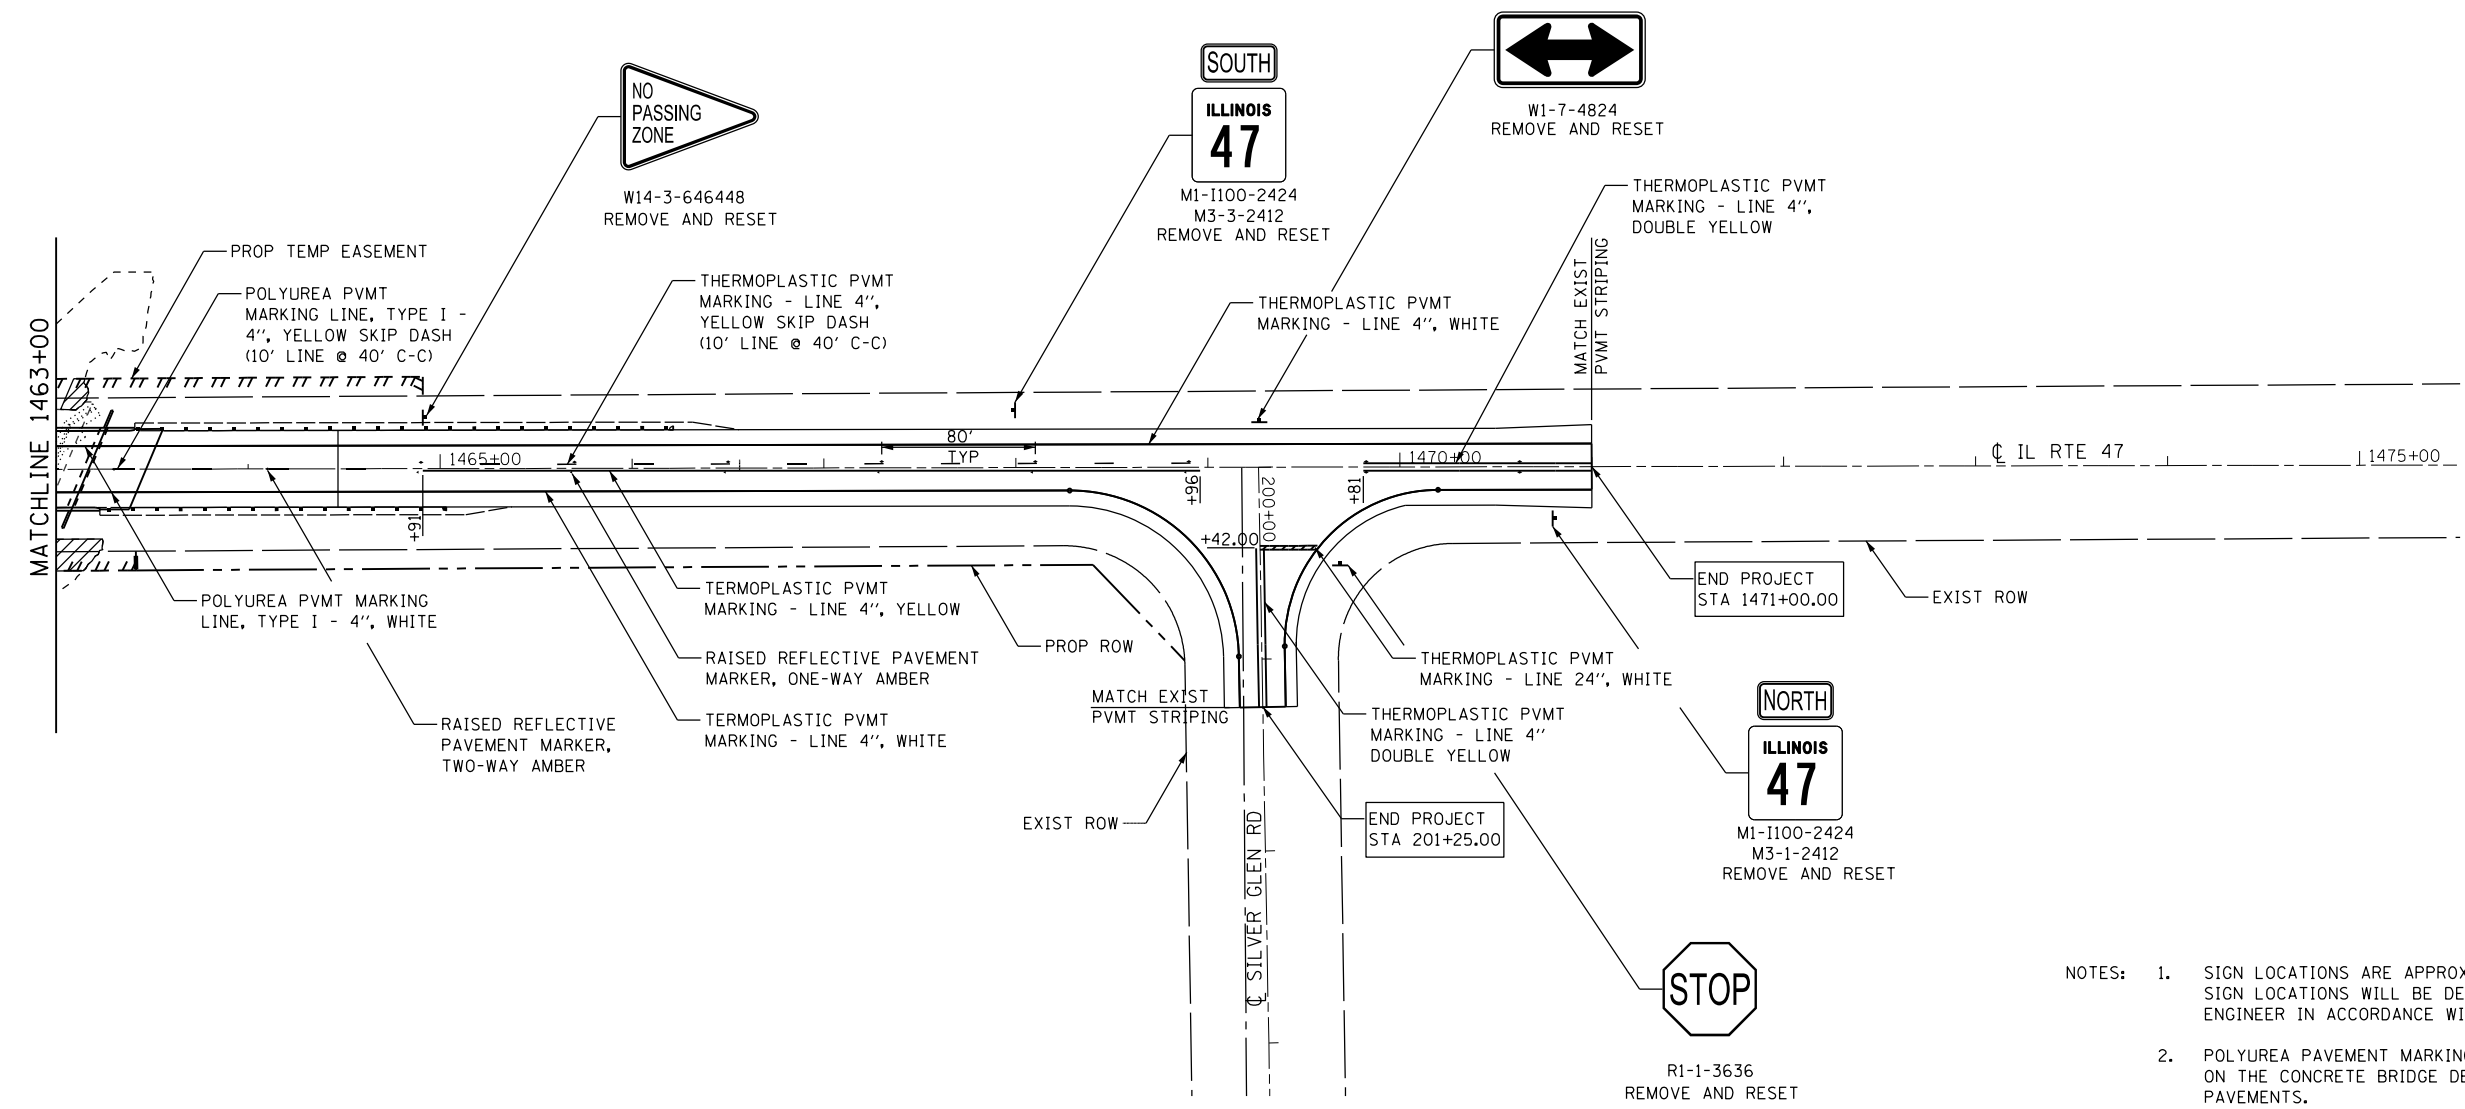 SOUTH
ILLINOIS
47
M1-I100-2424
M3-3-2412
REMOVE AND RESET
W1-7-4824
REMOVE AND RESET
NO
PASSING
ZONE
W14-3-646448
REMOVE AND RESET
THERMOPLASTIC PVMT
MARKING - LINE 4", 
DOUBLE YELLOW
PROP TEMP EASEMENT
POLYUREA PVMT
MARKING LINE, TYPE I -
4", YELLOW SKIP DASH
(10' LINE @ 40' C-C)
THERMOPLASTIC PVMT
MARKING - LINE 4",
YELLOW SKIP DASH
(10' LINE @ 40' C-C)
THERMOPLASTIC PVMT
MARKING - LINE 4", WHITE
MATCH EXIST
PVMT STRIPING
MATCHLINE 1463+00
1465+00
80'
TYP
1470+00
℄ IL RTE 47
1475+00
+91
+96
200+00
+81
+42.00
POLYUREA PVMT MARKING
LINE, TYPE I - 4", WHITE
TERMOPLASTIC PVMT
MARKING - LINE 4", YELLOW
RAISED REFLECTIVE PAVEMENT
MARKER, ONE-WAY AMBER
TERMOPLASTIC PVMT
MARKING - LINE 4", WHITE
RAISED REFLECTIVE
PAVEMENT MARKER,
TWO-WAY AMBER
PROP ROW
MATCH EXIST
PVMT STRIPING
END PROJECT
STA 1471+00.00
EXIST ROW
THERMOPLASTIC PVMT
MARKING - LINE 24", WHITE
THERMOPLASTIC PVMT
MARKING - LINE 4"
DOUBLE YELLOW
NORTH
ILLINOIS
47
M1-I100-2424
M3-1-2412
REMOVE AND RESET
EXIST ROW
℄ SILVER GLEN RD
END PROJECT
STA 201+25.00
STOP
R1-1-3636
REMOVE AND RESET
NOTES: 1. SIGN LOCATIONS ARE APPROX
SIGN LOCATIONS WILL BE DE
ENGINEER IN ACCORDANCE WI
2. POLYUREA PAVEMENT MARKING
ON THE CONCRETE BRIDGE DE
PAVEMENTS.